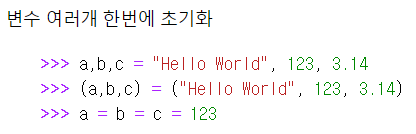 변수 여러개 한번에 초기화
>>> a,b,c = "Hello World", 123, 3.14
>>> (a,b,c) = ("Hello World", 123, 3.14)
>>> a = b = c = 123